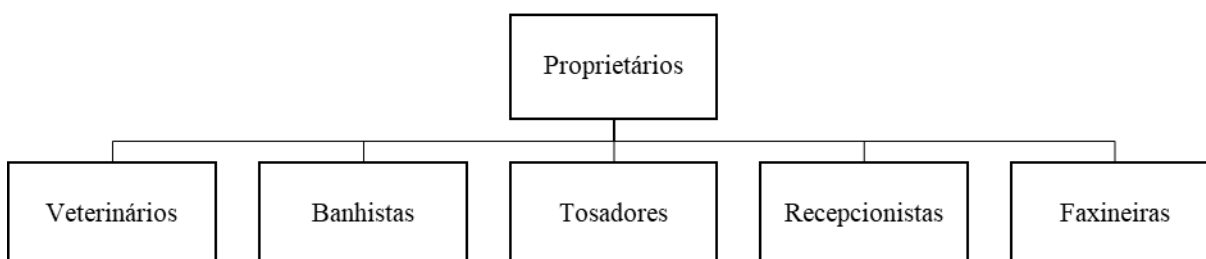 Proprietários
Veterinários
Banhistas
Tosadores
Recepcionistas
Faxineiras